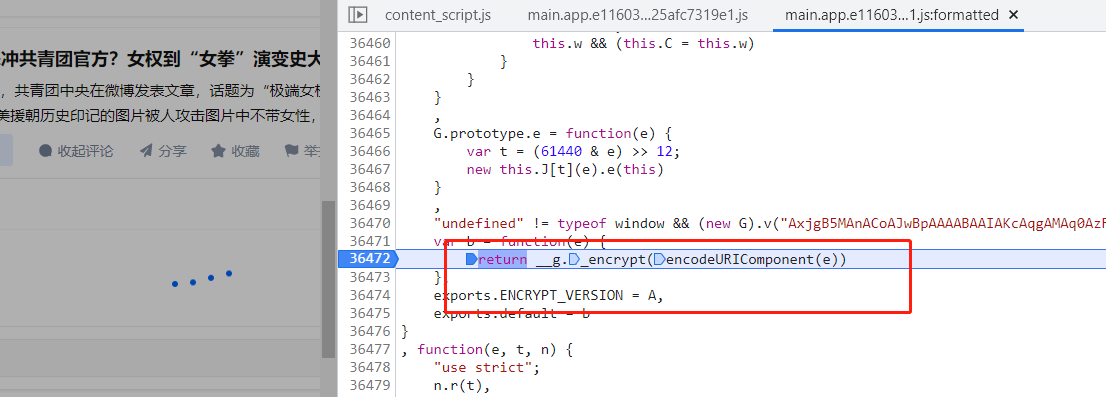 content_script.js
main.app.e11603...25afc7319e1.js
main.app.e11603...1.js:formatted ×
冲共青团官方？女权到“女拳”演变史大
，共青团中央在微博发表文章，话题为“极端女权
美援朝历史印记的图片被人攻击图片中不带女性，
收起评论 分享 收藏 举
36460 this.w && (this.C = this.w)
36461 }
36462 }
36463 }
36464 ,
36465 G.prototype.e = function(e) {
36466 var t = (61440 & e) >> 12;
36467 new this.J[t](e).e(this)
36468 }
36469 ,
36470 "undefined" != typeof window && (new G).v("AxjgB5MAnACoAJwBpAAAABAAIAKcAqgAMAq0AzF
36471 var b = function(e) {
36472 return __g._encrypt(encodeURIComponent(e))
36473 }
36474 exports.ENCRYPT_VERSION = A,
36475 exports.default = b
36476 }
36477 , function(e, t, n) {
36478 "use strict";
36479 n.r(t),